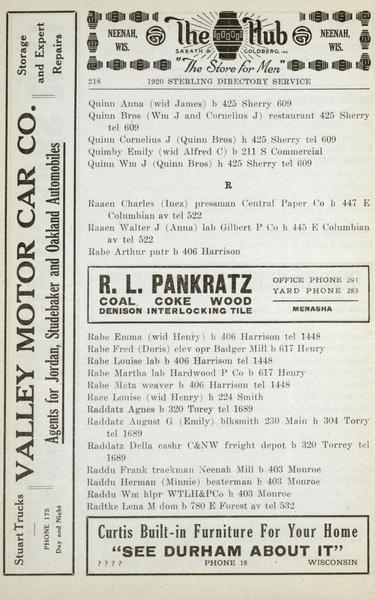 NEENAH, WIS.
The Hub
SABATH & GOLDBERG, INC
NEENAH, WIS.
"The Store for Men"
218 1920 STERLING DIRECTORY SERVICE
Quinn Anna (wid James) b 425 Sherry 609
Quinn Bros (Wm J and Cornelius J) restaurant 425 Sherry
tel 609
Quinn Cornelius J (Quinn Bros) h 425 Sherry tel 609
Quimby Emily (wid Alfred C) b 211 S Commercial
Quinn Wm J (Quinn Bros) h 425 Sherry tel 609
R
Raaen Charles (Inez) pressman Central Paper Co h 447 E
Columbian av tel 522
Raaen Walter J (Anna) lab Gilbert P Co h 445 E Columbian
av tel 522
Rabe Arthur pntr b 406 Harrison
R. L. PANKRATZ
COAL COKE WOOD
DENISON INTERLOCKING TILE
OFFICE PHONE 291
YARD PHONE 283
MENASHA
Rabe Emma (wid Henry) h 406 Harrison tel 1448
Rabe Fred (Doris) elev opr Badger Mill b 617 Henry
Rabe Louise lab b 406 Harrison tel 1448
Rabe Martha lab Hardwood P Co b 617 Henry
Rabe Meta weaver b 406 Harrison tel 1448
Race Louise (wid Henry) h 224 Smith
Raddatz Agnes b 320 Torey tel 1689
Raddatz August G (Emily) blksmith 230 Main h 304 Torry
tel 1689
Raddatz Della cashr C&NW freight depot b 320 Torrey tel
1689
Raddu Frank trackman Neenah Mill b 403 Monroe
Raddu Herman (Minnie) beaterman h 403 Monroe
Raddu Wm hlpr WTLH&PCo h 403 Monroe
Radtke Lena M dom b 780 E Forest av tel 532
Curtis Built-in Furniture For Your Home
"SEE DURHAM ABOUT IT"
? ? ? ? PHONE 18 WISCONSIN
Stuart Trucks
PHONE 175
Day and Night
VALLEY MOTOR CAR CO.
Agents for Jordan, Studebaker and Oakland Automobiles
Storage
and Expert
Repairs